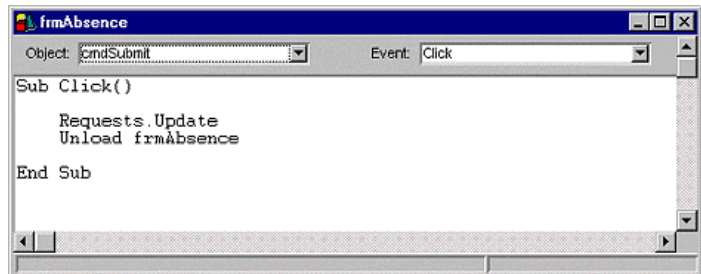 frmAbsence
Object: cmdSubmit Event: Click
Sub Click()
Requests.Update
Unload frmAbsence
End Sub